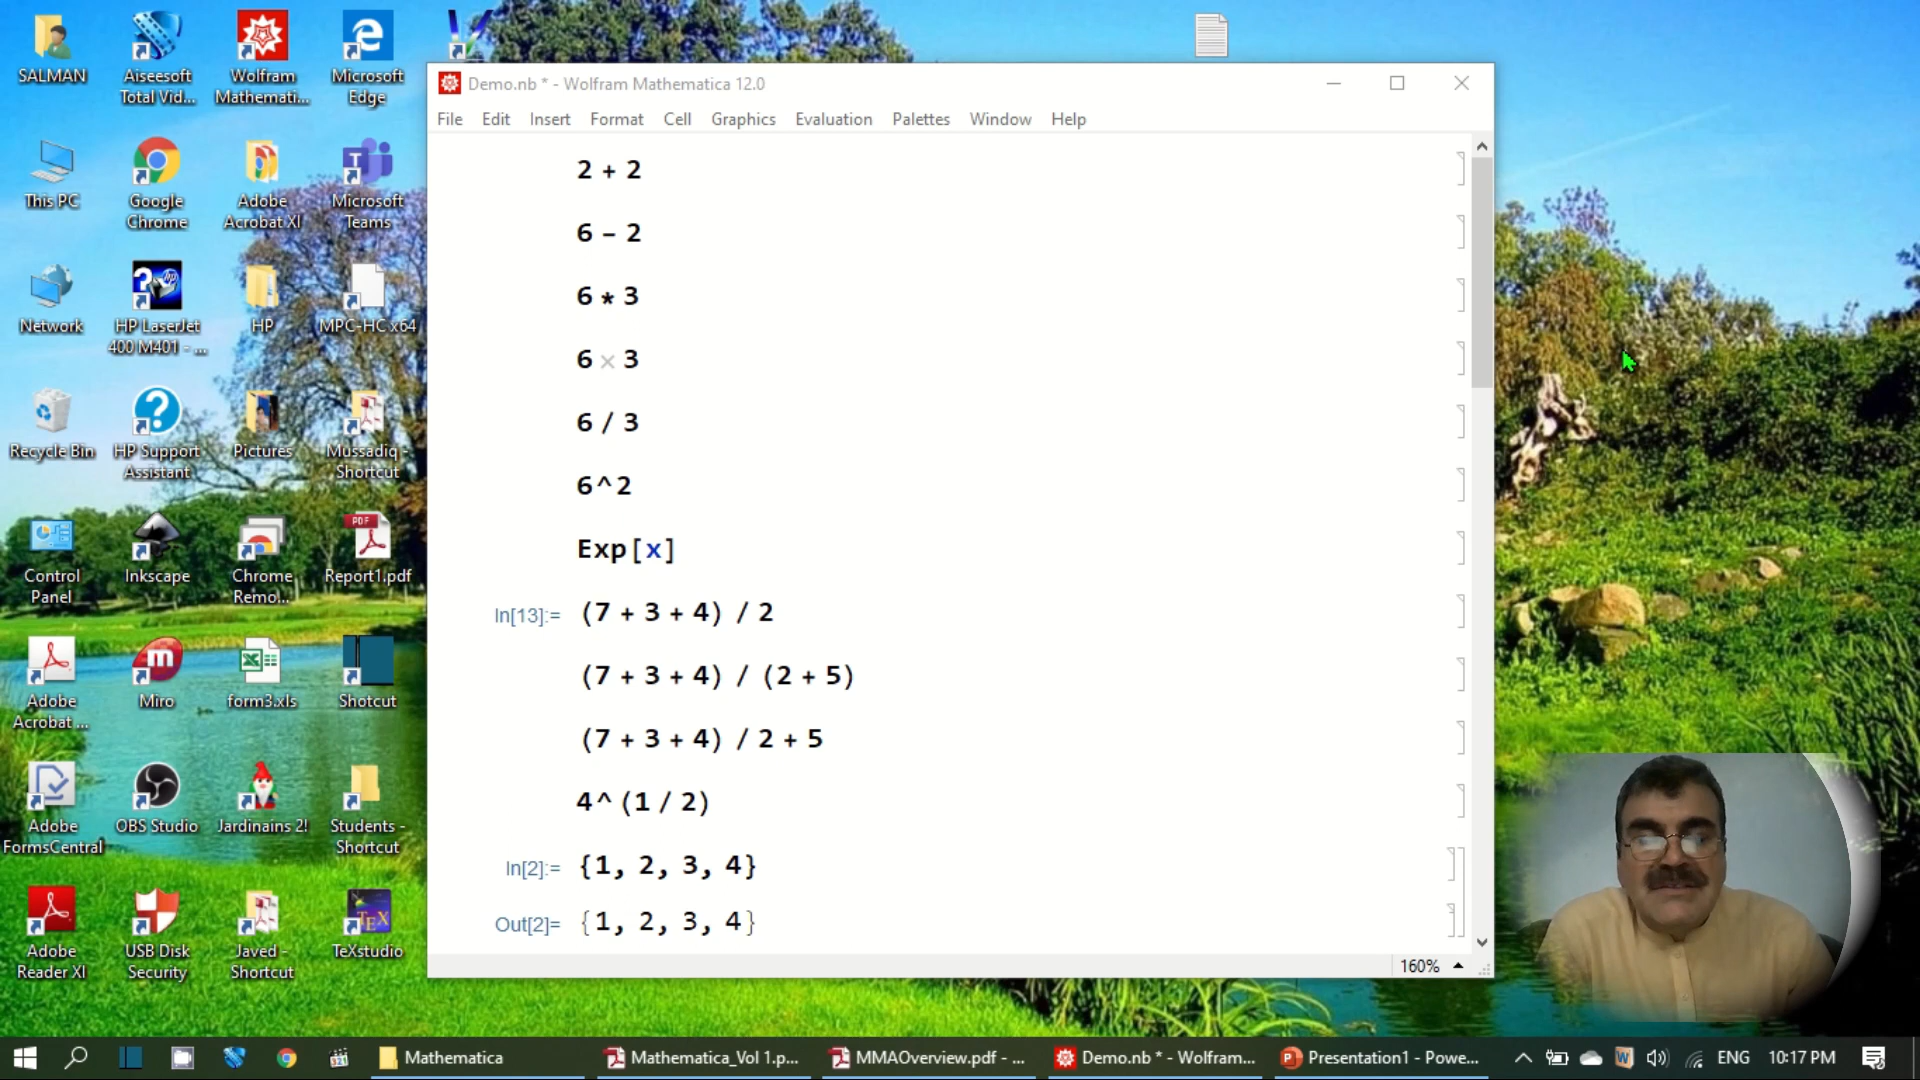 SALMAN
Aiseesoft
Total Vid...
Wolfram
Mathemati...
Microsoft
Edge
This PC
Google
Chrome
Adobe
Acrobat XI
Microsoft
Teams
Network
HP LaserJet
400 M401 - ...
HP
MPC-HC x64
Recycle Bin
HP Support
Assistant
Pictures
Mussadiq -
Shortcut
Control
Panel
Inkscape
Chrome
Remo...
Report1.pdf
Adobe
Acrobat ...
Miro
form3.xls
Shotcut
Adobe
FormsCentral
OBS Studio
Jardinains 2!
Students -
Shortcut
Adobe
Reader XI
USB Disk
Security
Javed -
Shortcut
TeXstudio
Demo.nb * - Wolfram Mathematica 12.0
File Edit Insert Format Cell Graphics Evaluation Palettes Window Help
2 + 2
6 - 2
6 * 3
6 × 3
6 / 3
6^2
Exp[x]
In[13]:= (7 + 3 + 4) / 2
(7 + 3 + 4) / (2 + 5)
(7 + 3 + 4) / 2 + 5
4^(1 / 2)
In[2]:= {1, 2, 3, 4}
Out[2]= {1, 2, 3, 4}
160%
Mathematica
Mathematica_Vol 1.p...
MMAOverview.pdf - ...
Demo.nb * - Wolfram...
Presentation1 - Powe...
ENG
10:17 PM